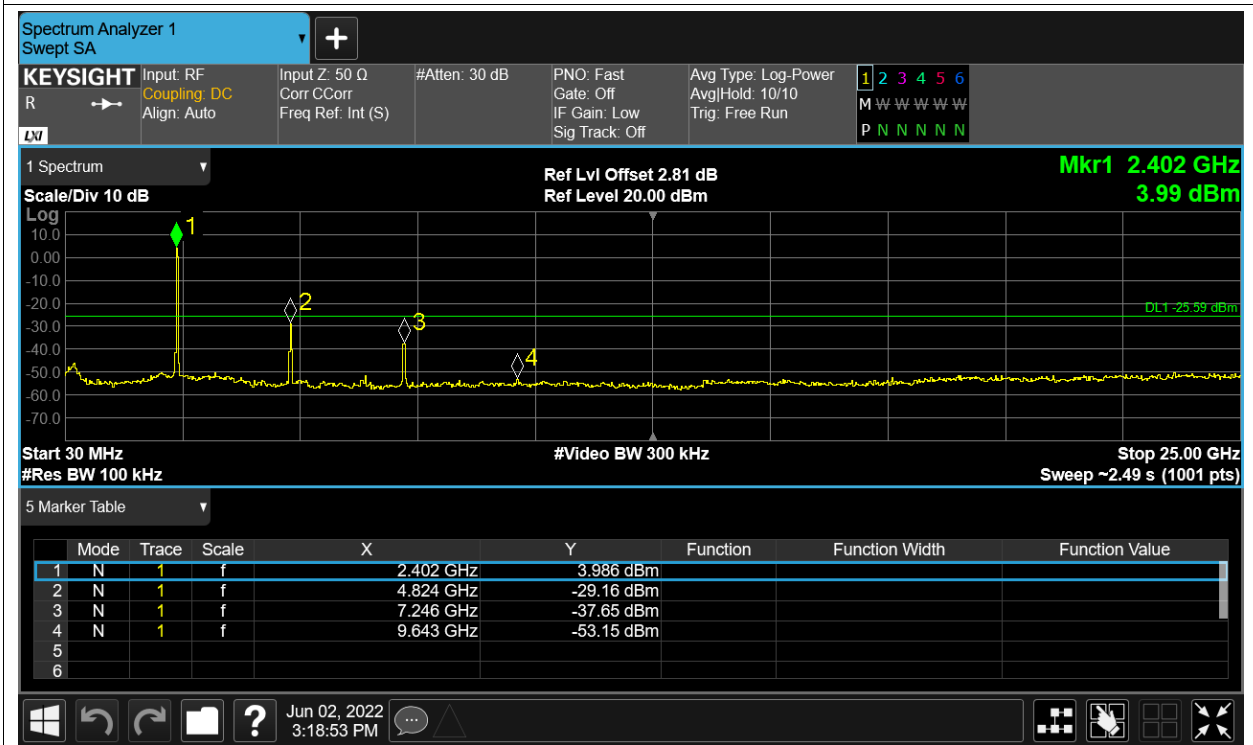 Spectrum Analyzer 1
Swept SA
KEYSIGHT
R
LXI
Input: RF
Coupling: DC
Align: Auto
Input Z: 50 Ω
Corr CCorr
Freq Ref: Int (S)
#Atten: 30 dB
PNO: Fast
Gate: Off
IF Gain: Low
Sig Track: Off
Avg Type: Log-Power
Avg|Hold: 10/10
Trig: Free Run
1 2 3 4 5 6
M W W W W W
P N N N N N
1 Spectrum
Scale/Div 10 dB
Ref Lvl Offset 2.81 dB
Ref Level 20.00 dBm
Mkr1 2.402 GHz
3.99 dBm
Log
10.0
0.00
-10.0
-20.0
-30.0
-40.0
-50.0
-60.0
-70.0
1
2
3
4
DL1 -25.59 dBm
Start 30 MHz
#Video BW 300 kHz
Stop 25.00 GHz
#Res BW 100 kHz
Sweep ~2.49 s (1001 pts)
5 Marker Table
Mode Trace Scale X Y Function Function Width Function Value
1 N 1 f 2.402 GHz 3.986 dBm
2 N 1 f 4.824 GHz -29.16 dBm
3 N 1 f 7.246 GHz -37.65 dBm
4 N 1 f 9.643 GHz -53.15 dBm
5
6
?
Jun 02, 2022
3:18:53 PM